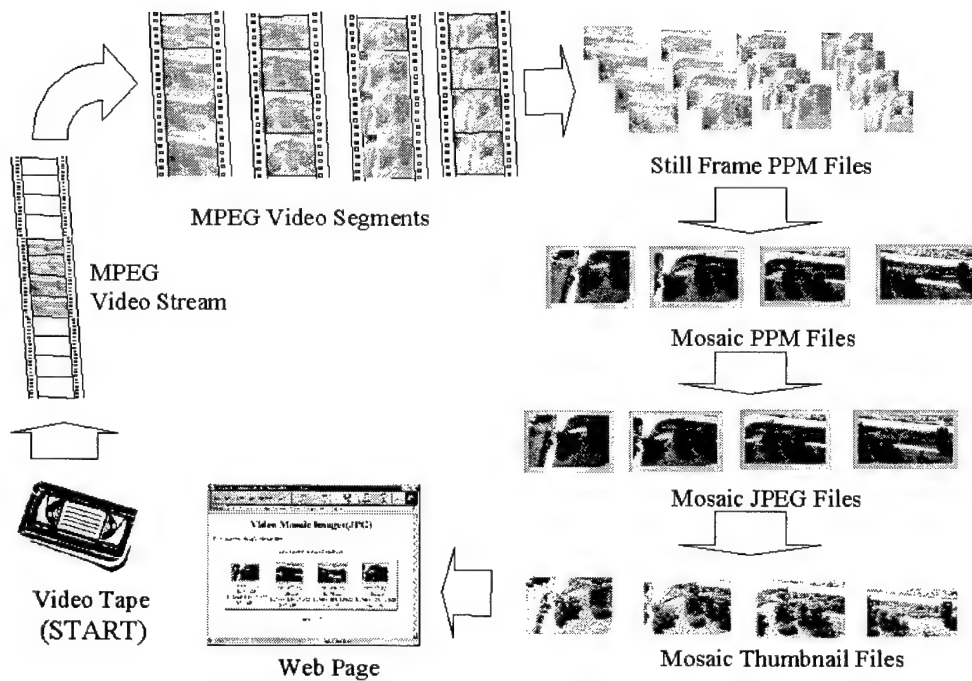 MPEG Video Segments
Still Frame PPM Files
MPEG
Video Stream
Mosaic PPM Files
Mosaic JPEG Files
Video Mosaic Images(JPG)
Video Tape
(START)
Web Page
Mosaic Thumbnail Files